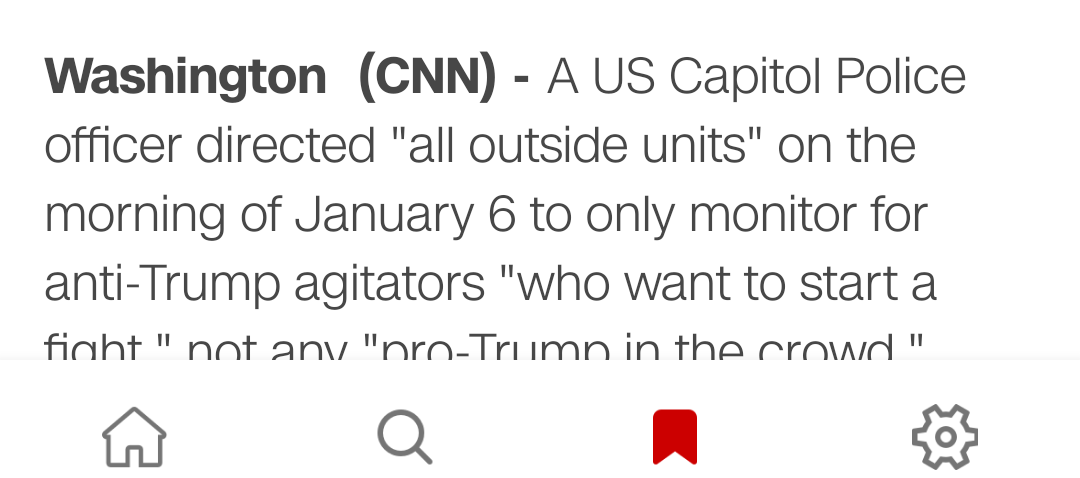 Washington (CNN) - A US Capitol Police
officer directed "all outside units" on the
morning of January 6 to only monitor for
anti-Trump agitators "who want to start a
fight," not any "pro-Trump in the crowd,"